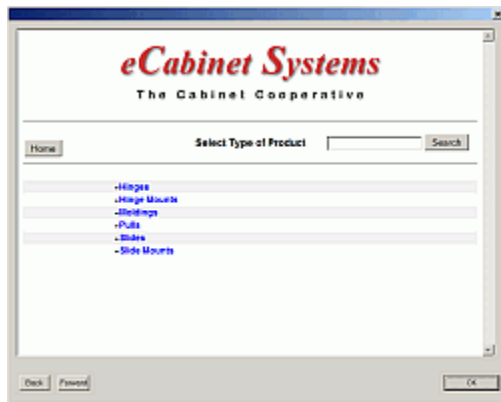 eCabinet Systems
The Cabinet Cooperative
Home
Select Type of Product
Search
-Hinges
-Hinge Mounts
-Moldings
-Pulls
-Slides
-Slide Mounts
Back
Forward
OK